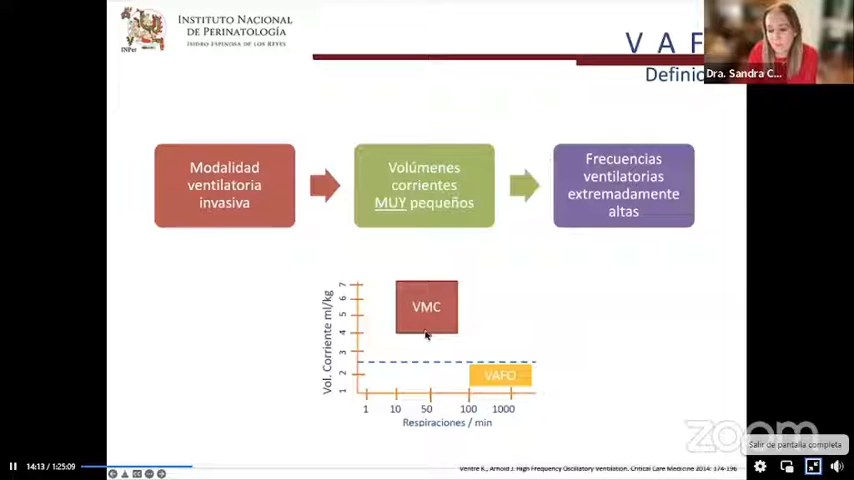 INSTITUTO NACIONAL
DE PERINATOLOGÍA
ISIDRO ESPINOSA DE LOS REYES
INPer
V A F
Definic
Dra. Sandra C...
Modalidad
ventilatoria
invasiva
Volúmenes
corrientes
MUY pequeños
Frecuencias
ventilatorias
extremadamente
altas
Vol. Corriente ml/kg
7
6
5
4
3
2
1
VMC
VAFO
1 10 50 100 1000
Respiraciones / min
zoom
Salir de pantalla completa
14:13 / 1:25:09
Ventre K., Arnold J. High Frequency Oscillatory Ventilation. Critical Care Medicine 2014: 174-196